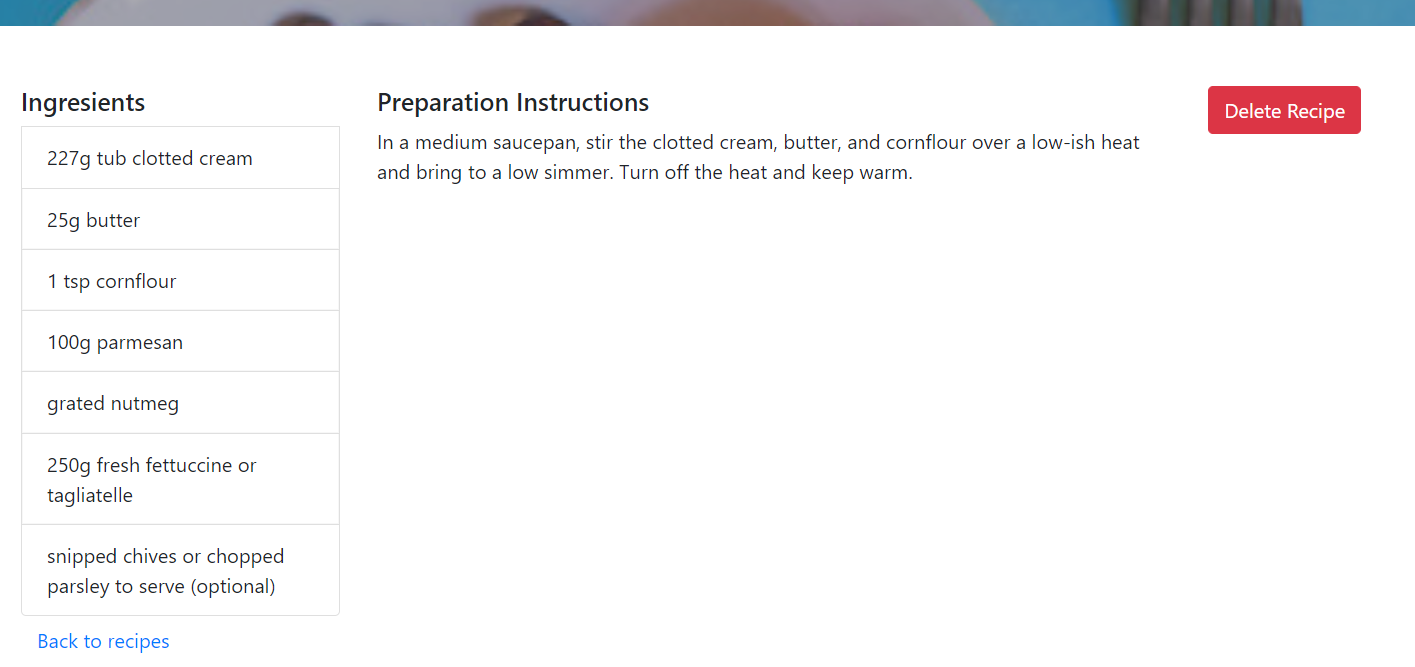 Ingresients
227g tub clotted cream
25g butter
1 tsp cornflour
100g parmesan
grated nutmeg
250g fresh fettuccine or
tagliatelle
snipped chives or chopped
parsley to serve (optional)
Back to recipes
Preparation Instructions
In a medium saucepan, stir the clotted cream, butter, and cornflour over a low-ish heat
and bring to a low simmer. Turn off the heat and keep warm.
Delete Recipe